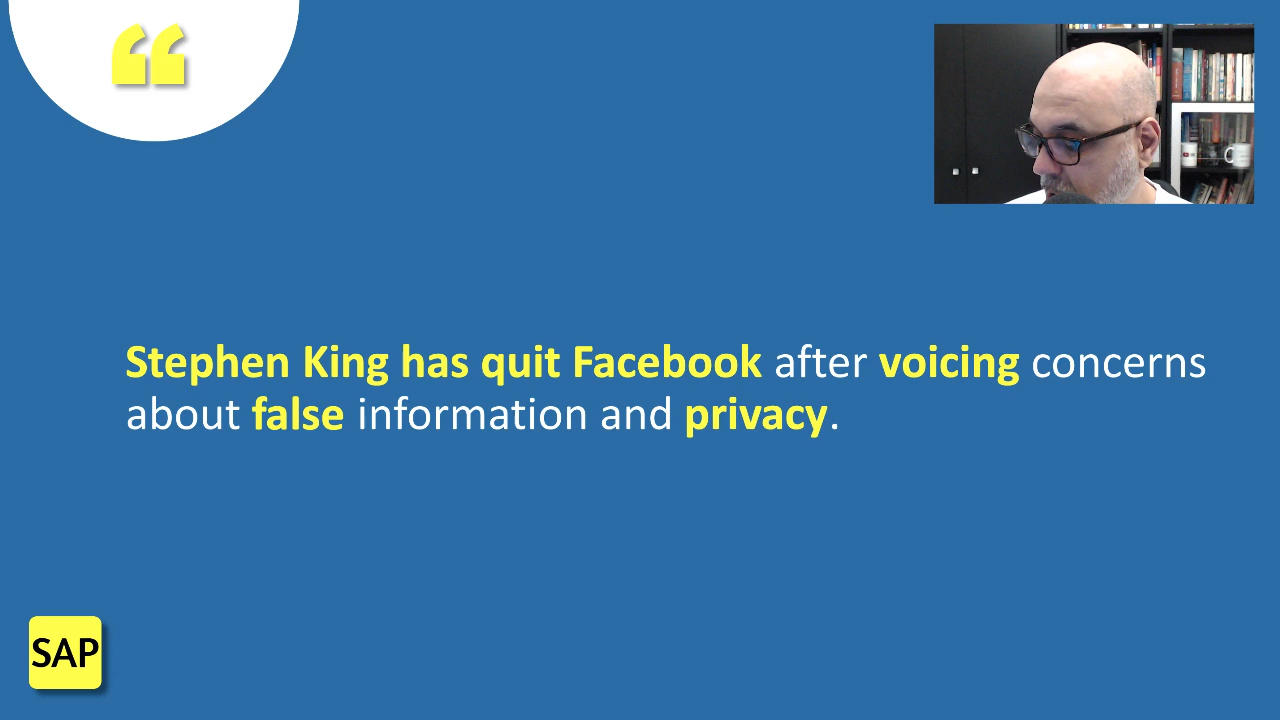 “
Stephen King has quit Facebook after voicing concerns
about false information and privacy.
SAP